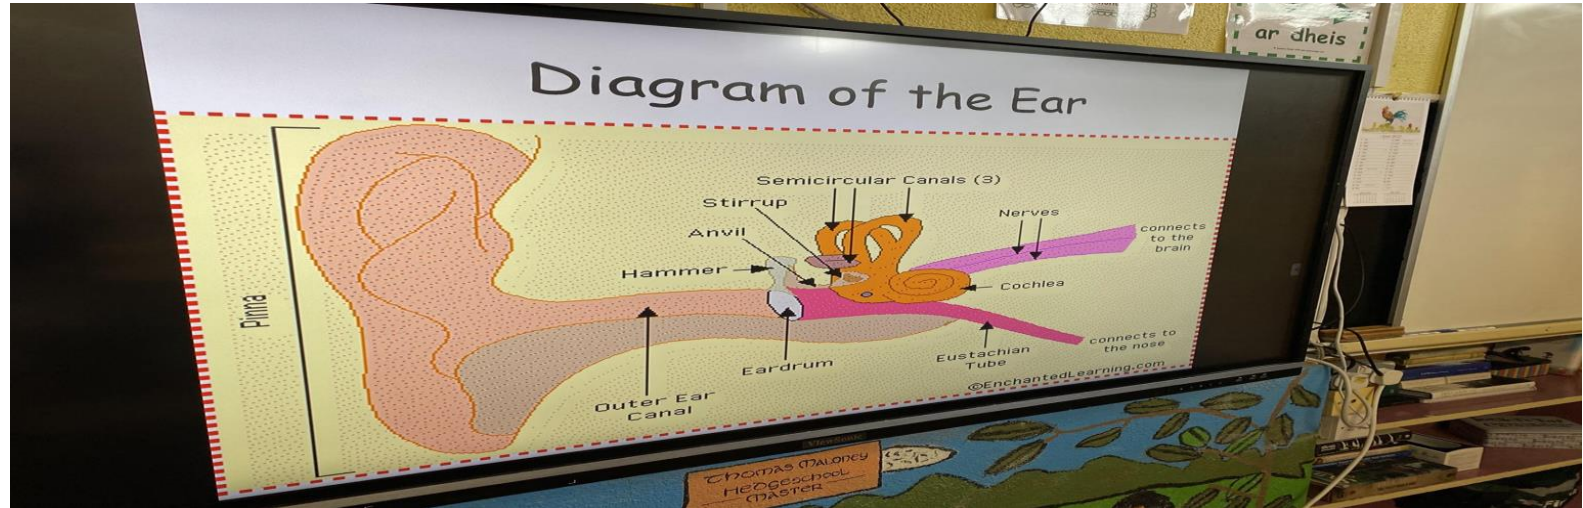 ar dheis
Diagram of the Ear
Semicircular Canals (3)
Stirrup
Nerves
Anvil
connects
to the
brain
Hammer
Cochlea
Pinna
connects to
the nose
Eustachian
Tube
Eardrum
©EnchantedLearning.com
Outer Ear
Canal
ViewSonic
Thomas Maloney
Hedgeschool
Master